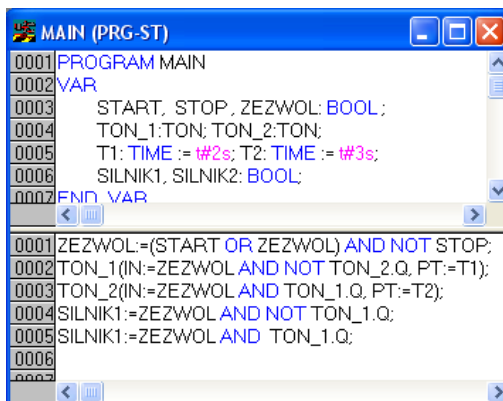 MAIN (PRG-ST)
0001 PROGRAM MAIN
0002 VAR
0003 START, STOP , ZEZWOL: BOOL ;
0004 TON_1:TON; TON_2:TON;
0005 T1: TIME := t#2s; T2: TIME := t#3s;
0006 SILNIK1, SILNIK2: BOOL;
0007 END_VAR
0001 ZEZWOL:=(START OR ZEZWOL) AND NOT STOP;
0002 TON_1(IN:=ZEZWOL AND NOT TON_2.Q, PT:=T1);
0003 TON_2(IN:=ZEZWOL AND TON_1.Q, PT:=T2);
0004 SILNIK1:=ZEZWOL AND NOT TON_1.Q;
0005 SILNIK1:=ZEZWOL AND TON_1.Q;
0006
0007